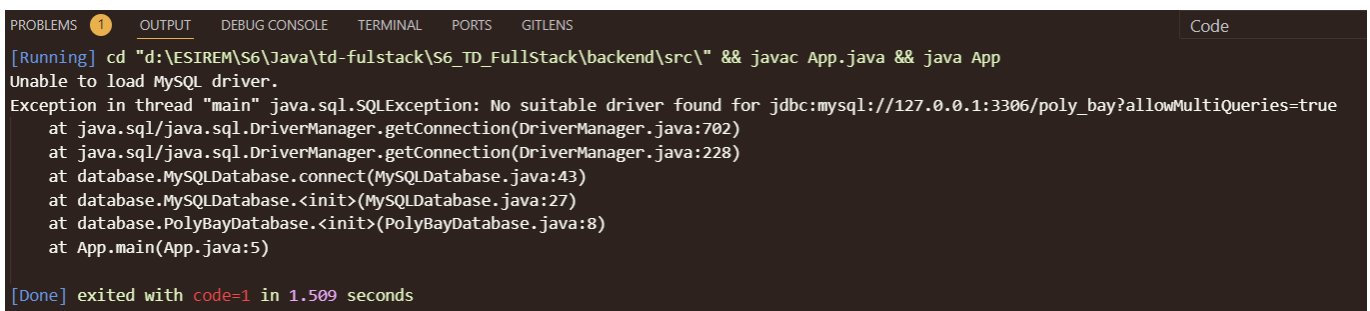 PROBLEMS 1 OUTPUT DEBUG CONSOLE TERMINAL PORTS GITLENS Code
[Running] cd "d:\ESIREM\S6\Java\td-fulstack\S6_TD_FullStack\backend\src\" && javac App.java && java App
Unable to load MySQL driver.
Exception in thread "main" java.sql.SQLException: No suitable driver found for jdbc:mysql://127.0.0.1:3306/poly_bay?allowMultiQueries=true
    at java.sql/java.sql.DriverManager.getConnection(DriverManager.java:702)
    at java.sql/java.sql.DriverManager.getConnection(DriverManager.java:228)
    at database.MySQLDatabase.connect(MySQLDatabase.java:43)
    at database.MySQLDatabase.<init>(MySQLDatabase.java:27)
    at database.PolyBayDatabase.<init>(PolyBayDatabase.java:8)
    at App.main(App.java:5)
[Done] exited with code=1 in 1.509 seconds